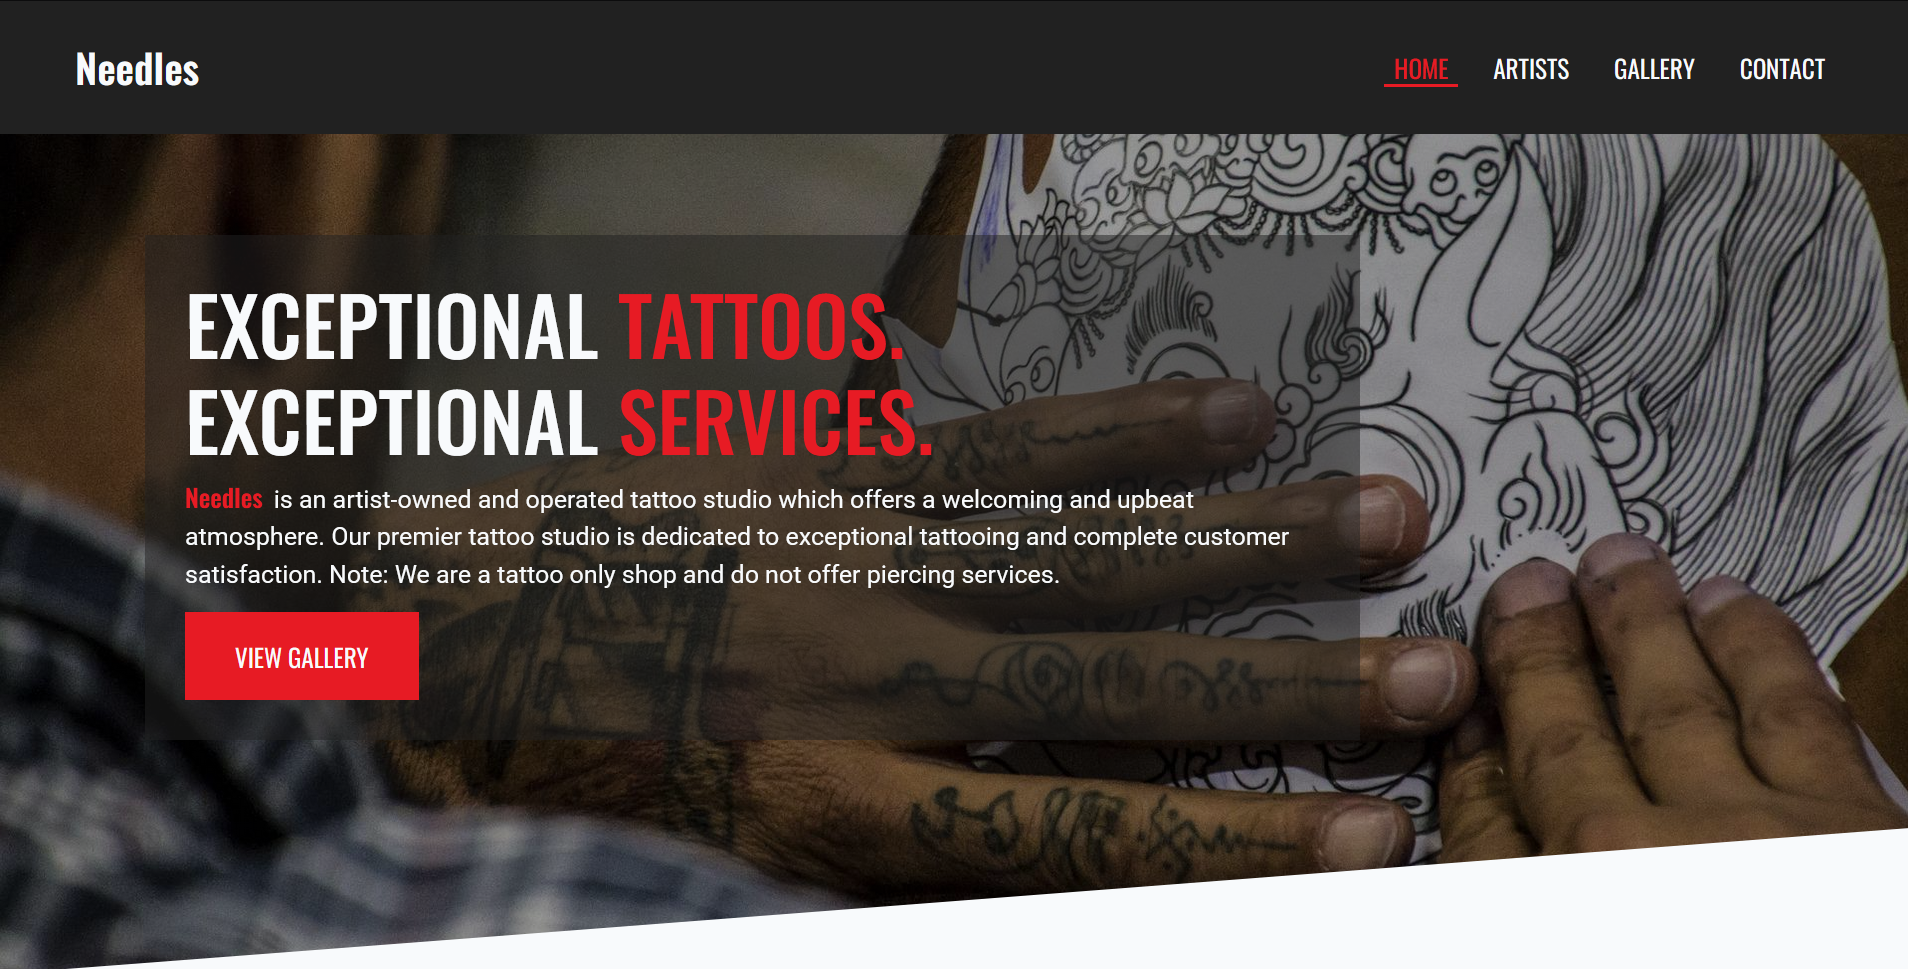 Needles
HOME ARTISTS GALLERY CONTACT
EXCEPTIONAL TATTOOS.
EXCEPTIONAL SERVICES.
Needles is an artist-owned and operated tattoo studio which offers a welcoming and upbeat
atmosphere. Our premier tattoo studio is dedicated to exceptional tattooing and complete customer
satisfaction. Note: We are a tattoo only shop and do not offer piercing services.
VIEW GALLERY